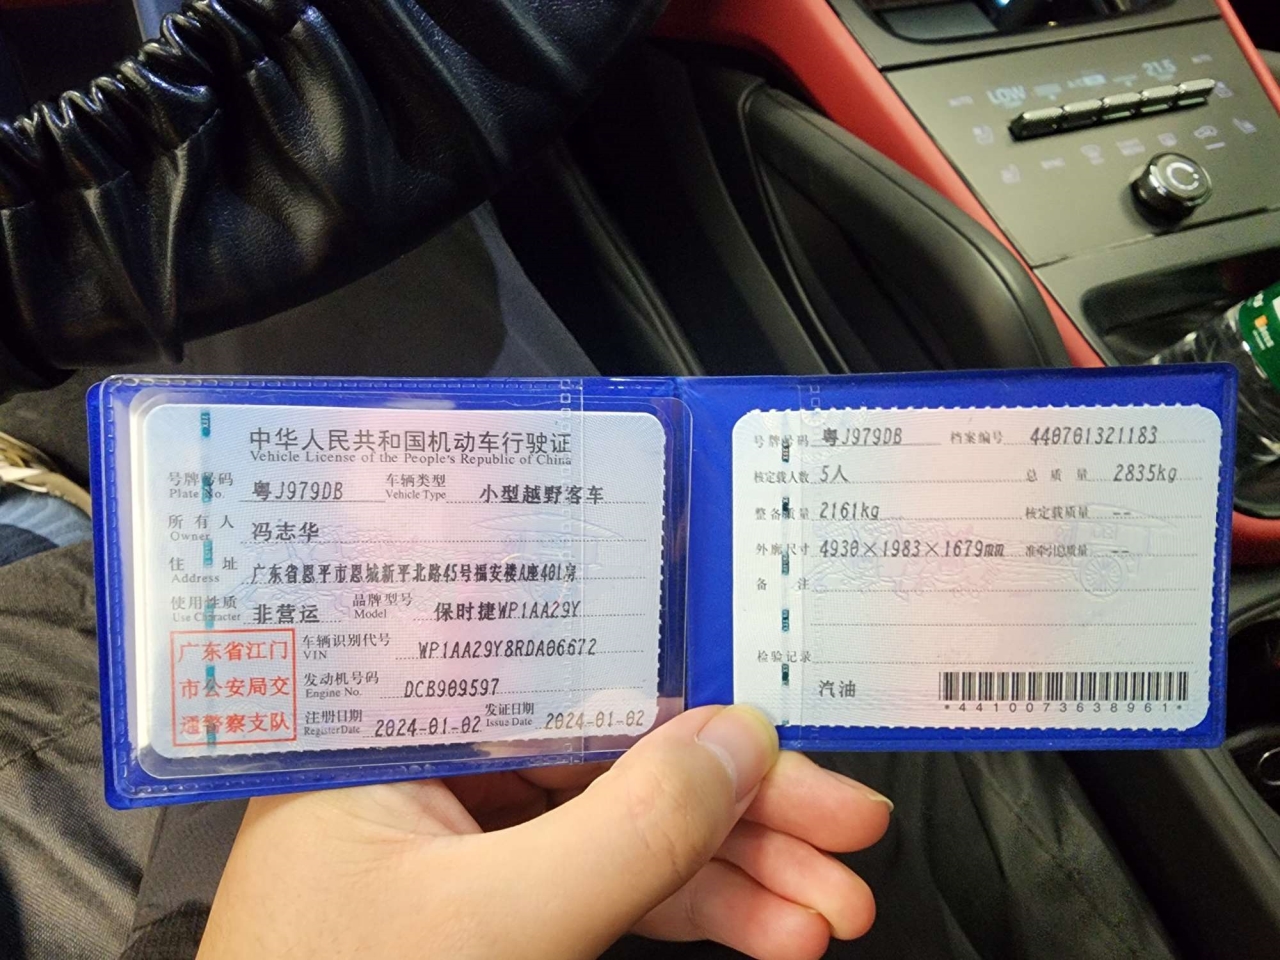 LOW
21.5
中华人民共和国机动车行驶证
Vehicle License of the People's Republic of China
号牌号码 粤J979DB 车辆类型 小型越野客车
Plate No. Vehicle Type
所有人 冯志华
Owner
住址 广东省恩平市恩城新平北路45号福安楼A座401房
Address
使用性质 非营运 品牌型号 保时捷WP1AA29Y
Use Character Model
广东省江门
市公安局交
通警察支队
车辆识别代号 WP1AA29Y8RDA06672
VIN
发动机号码 DCB909597
Engine No.
注册日期 2024-01-02 发证日期 2024-01-02
Register Date Issue Date
号牌号码 粤J979DB 档案编号 440701321183
核定载人数 5人 总质量 2835kg
整备质量 2161kg 核定载质量 --
外廓尺寸 4930×1983×1679mm 准牵引总质量 --
备注
检验记录
汽油
*4410073638961*